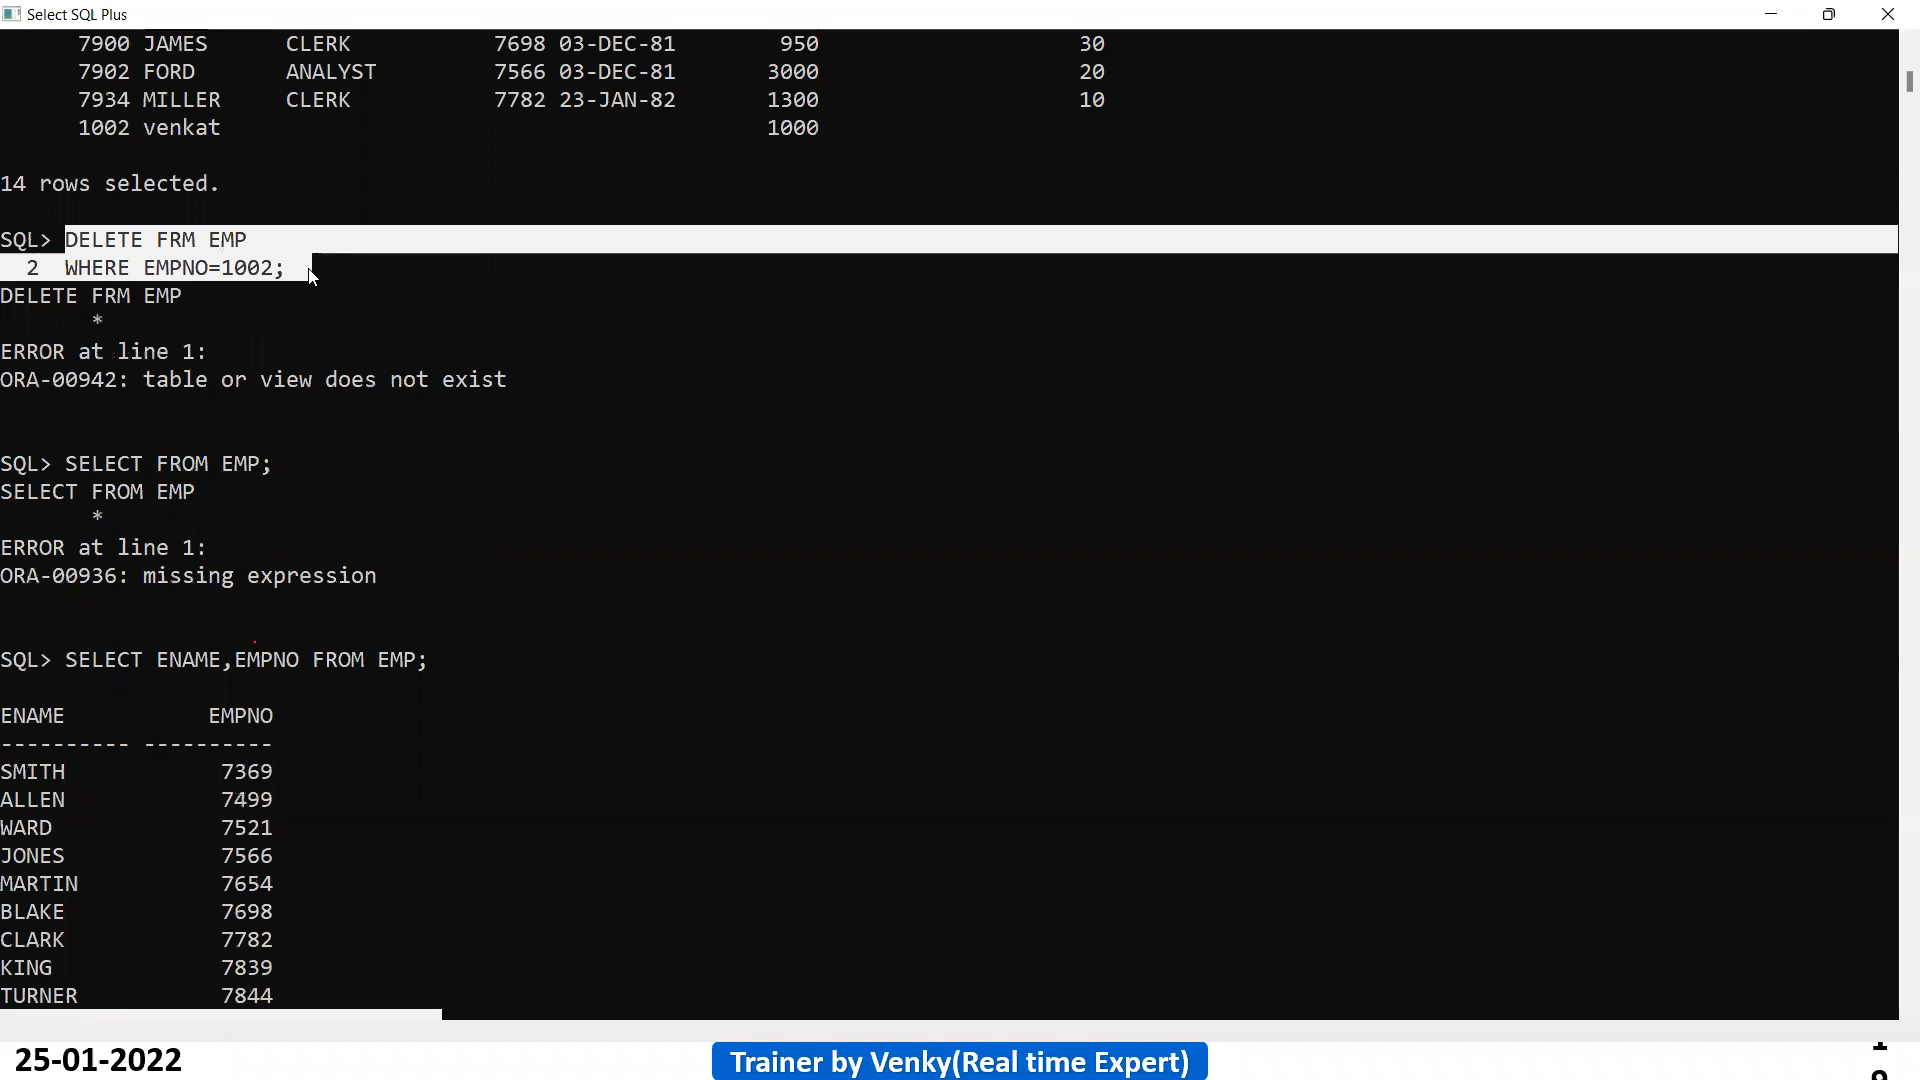 Select SQL Plus
7900 JAMES CLERK 7698 03-DEC-81 950 30
7902 FORD ANALYST 7566 03-DEC-81 3000 20
7934 MILLER CLERK 7782 23-JAN-82 1300 10
1002 venkat 1000
14 rows selected.
SQL> DELETE FRM EMP
2 WHERE EMPNO=1002;
DELETE FRM EMP
*
ERROR at line 1:
ORA-00942: table or view does not exist
SQL> SELECT FROM EMP;
SELECT FROM EMP
*
ERROR at line 1:
ORA-00936: missing expression
SQL> SELECT ENAME,EMPNO FROM EMP;
ENAME EMPNO
---------- ----------
SMITH 7369
ALLEN 7499
WARD 7521
JONES 7566
MARTIN 7654
BLAKE 7698
CLARK 7782
KING 7839
TURNER 7844
25-01-2022
Trainer by Venky(Real time Expert)